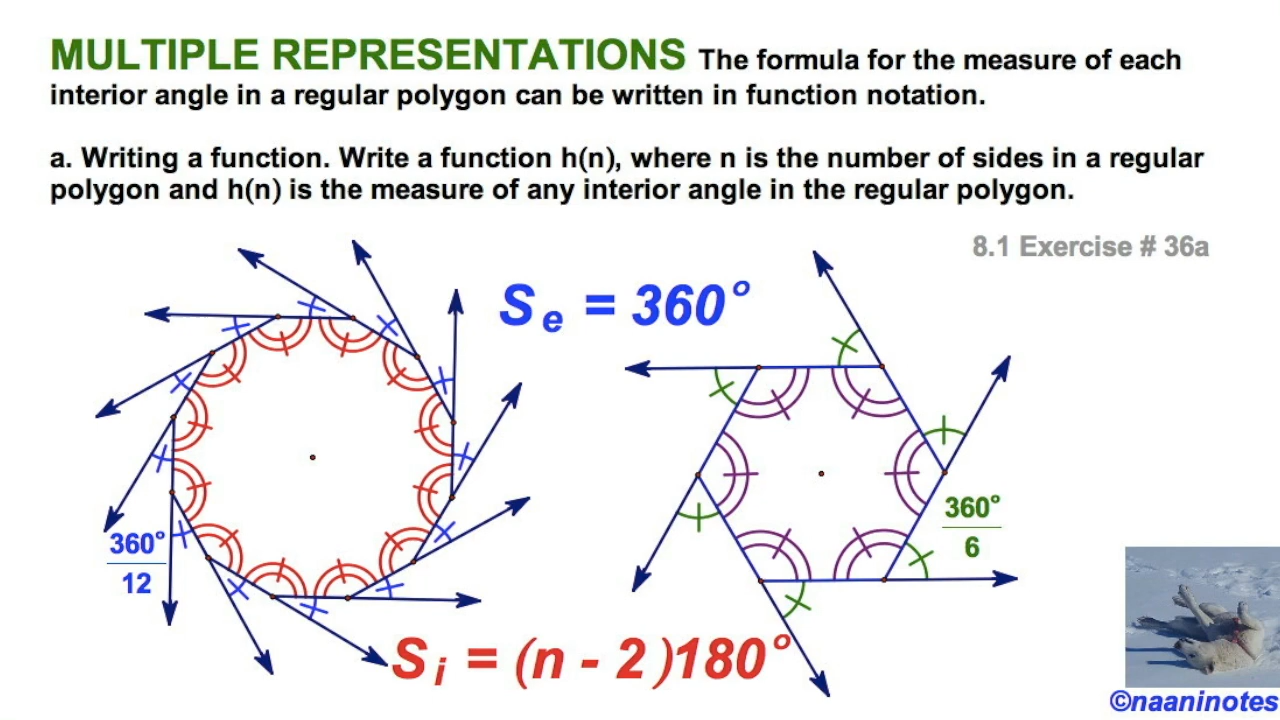 MULTIPLE REPRESENTATIONS The formula for the measure of each
interior angle in a regular polygon can be written in function notation.
a. Writing a function. Write a function h(n), where n is the number of sides in a regular
polygon and h(n) is the measure of any interior angle in the regular polygon.
8.1 Exercise # 36a
Se = 360°
360°
6
360°
12
Si = (n - 2)180°
©naaninotes